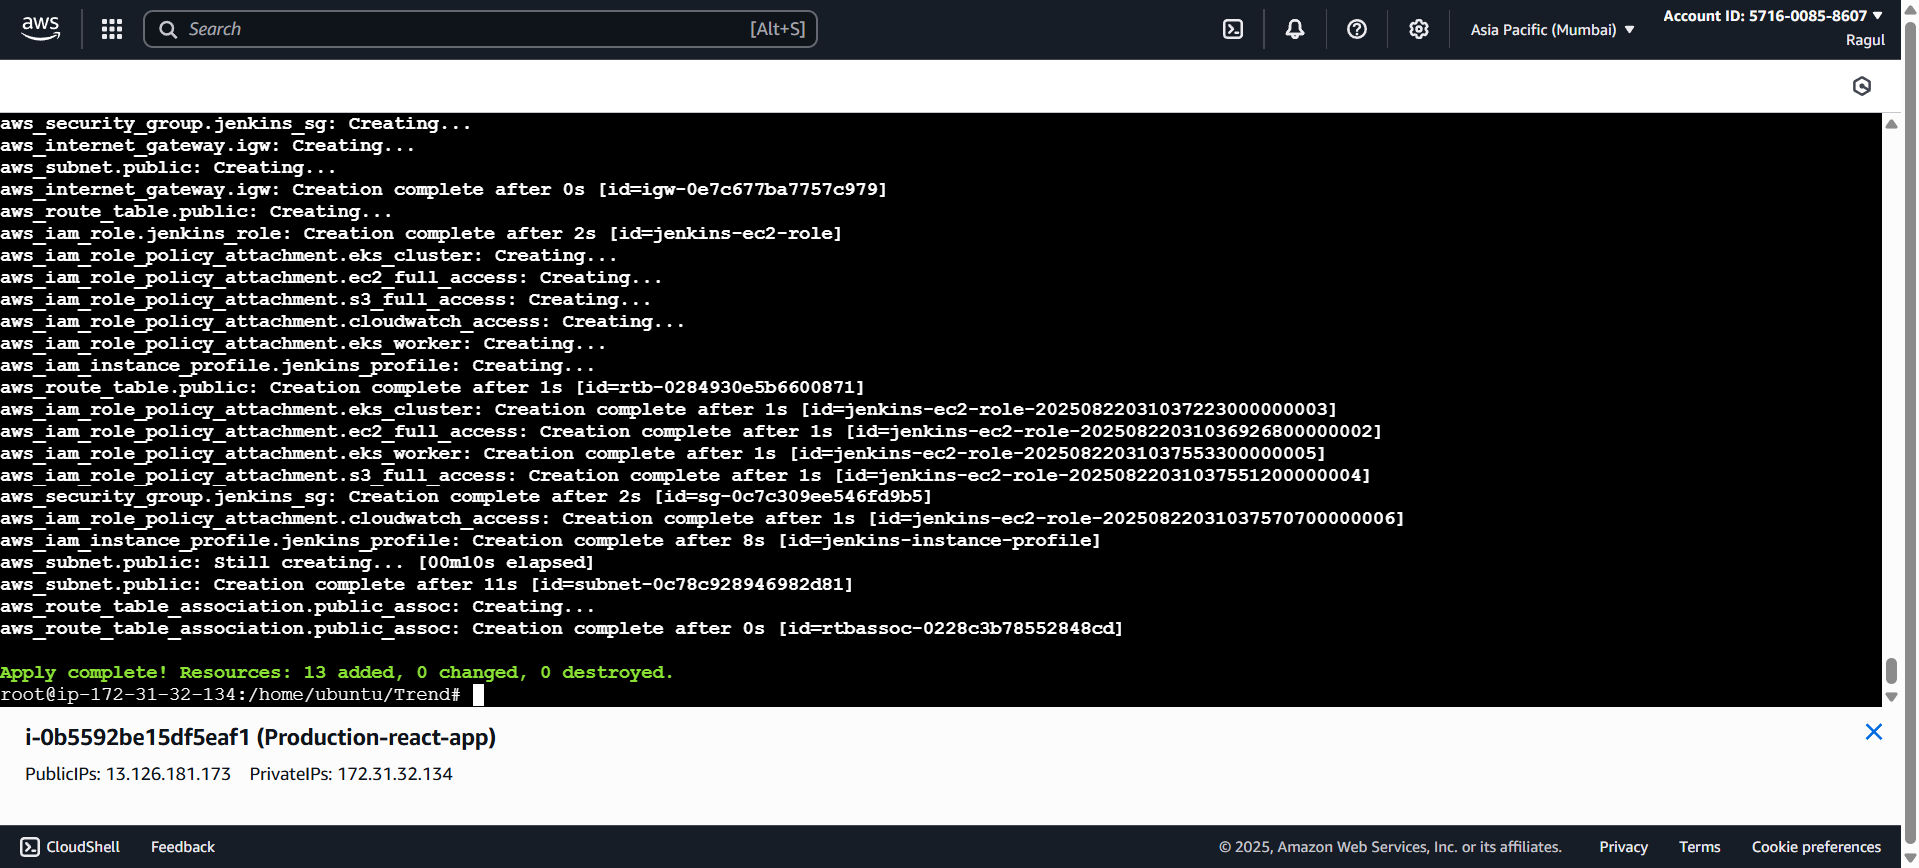 aws
Search
[Alt+S]
Asia Pacific (Mumbai)
Account ID: 5716-0085-8607
Ragul
aws_security_group.jenkins_sg: Creating...
aws_internet_gateway.igw: Creating...
aws_subnet.public: Creating...
aws_internet_gateway.igw: Creation complete after 0s [id=igw-0e7c677ba7757c979]
aws_route_table.public: Creating...
aws_iam_role.jenkins_role: Creation complete after 2s [id=jenkins-ec2-role]
aws_iam_role_policy_attachment.eks_cluster: Creating...
aws_iam_role_policy_attachment.ec2_full_access: Creating...
aws_iam_role_policy_attachment.s3_full_access: Creating...
aws_iam_role_policy_attachment.cloudwatch_access: Creating...
aws_iam_role_policy_attachment.eks_worker: Creating...
aws_iam_instance_profile.jenkins_profile: Creating...
aws_route_table.public: Creation complete after 1s [id=rtb-0284930e5b6600871]
aws_iam_role_policy_attachment.eks_cluster: Creation complete after 1s [id=jenkins-ec2-role-20250822031037223000000003]
aws_iam_role_policy_attachment.ec2_full_access: Creation complete after 1s [id=jenkins-ec2-role-20250822031036926800000002]
aws_iam_role_policy_attachment.eks_worker: Creation complete after 1s [id=jenkins-ec2-role-20250822031037553300000005]
aws_iam_role_policy_attachment.s3_full_access: Creation complete after 1s [id=jenkins-ec2-role-20250822031037551200000004]
aws_security_group.jenkins_sg: Creation complete after 2s [id=sg-0c7c309ee546fd9b5]
aws_iam_role_policy_attachment.cloudwatch_access: Creation complete after 1s [id=jenkins-ec2-role-20250822031037570700000006]
aws_iam_instance_profile.jenkins_profile: Creation complete after 8s [id=jenkins-instance-profile]
aws_subnet.public: Still creating... [00m10s elapsed]
aws_subnet.public: Creation complete after 11s [id=subnet-0c78c928946982d81]
aws_route_table_association.public_assoc: Creating...
aws_route_table_association.public_assoc: Creation complete after 0s [id=rtbassoc-0228c3b78552848cd]
Apply complete! Resources: 13 added, 0 changed, 0 destroyed.
root@ip-172-31-32-134:/home/ubuntu/Trend#
i-0b5592be15df5eaf1 (Production-react-app)
PublicIPs: 13.126.181.173 PrivateIPs: 172.31.32.134
CloudShell Feedback © 2025, Amazon Web Services, Inc. or its affiliates. Privacy Terms Cookie preferences